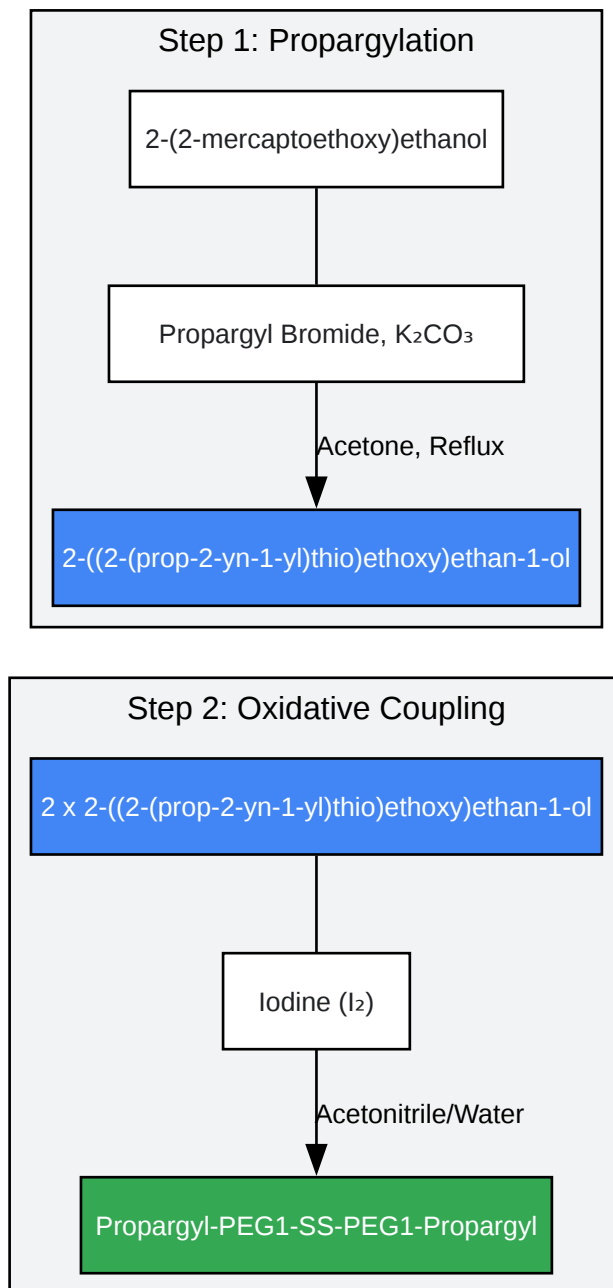 Step 1: Propargylation
2-(2-mercaptoethoxy)ethanol
Propargyl Bromide, K₂CO₃
Acetone, Reflux
2-((2-(prop-2-yn-1-yl)thio)ethoxy)ethan-1-ol
Step 2: Oxidative Coupling
2 x 2-((2-(prop-2-yn-1-yl)thio)ethoxy)ethan-1-ol
Iodine (I₂)
Acetonitrile/Water
Propargyl-PEG1-SS-PEG1-Propargyl